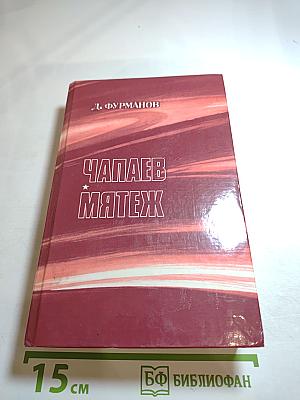 Д. ФУРМАНОВ
ЧАПАЕВ
*
МЯТЕЖ
15 см
БФ БИБЛИОФАН